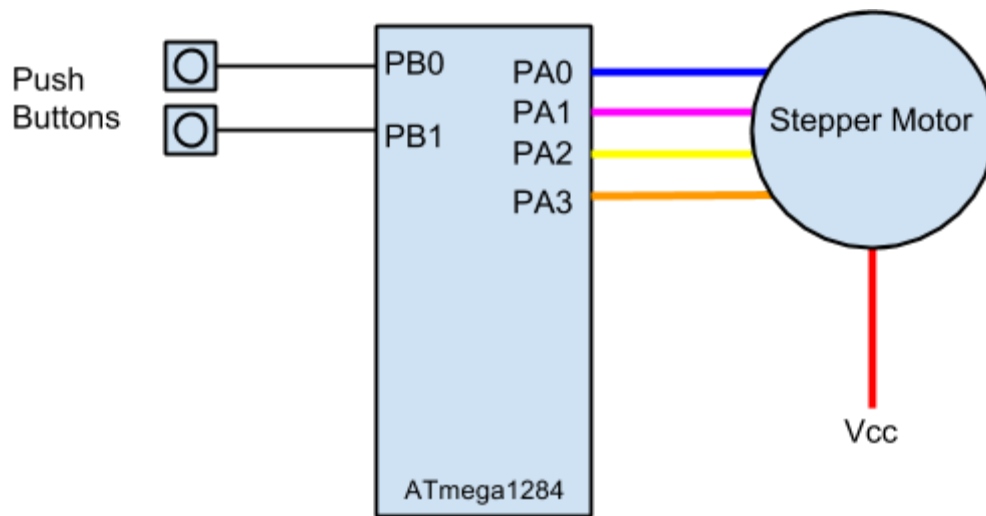 Push
Buttons
PB0
PB1
PA0
PA1
PA2
PA3
Stepper Motor
Vcc
ATmega1284